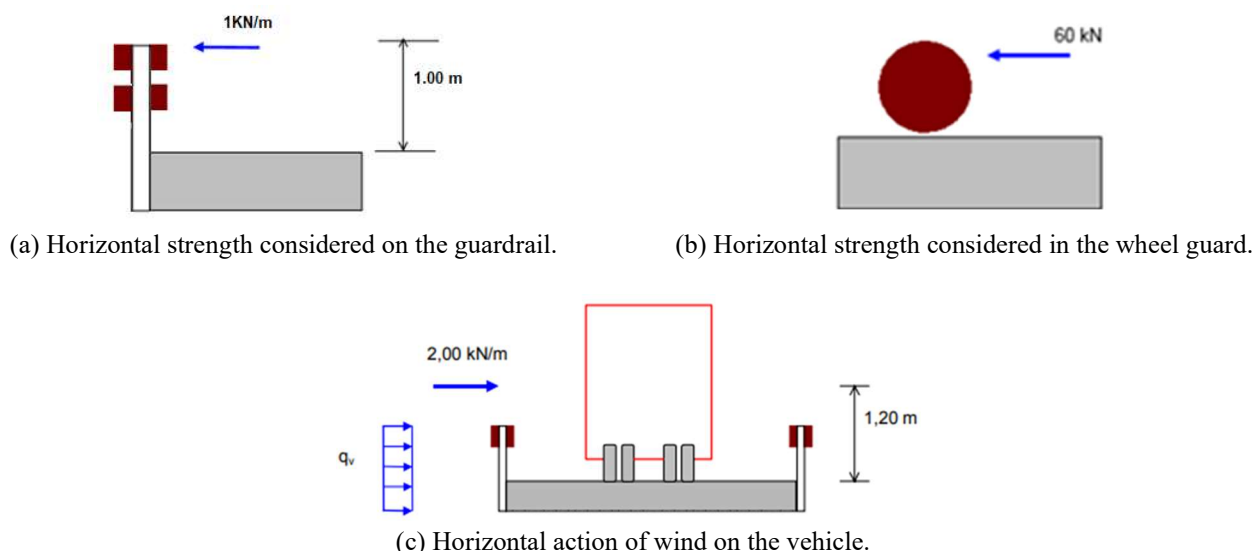 1KN/m
1.00 m
60 kN
(a) Horizontal strength considered on the guardrail.
(b) Horizontal strength considered in the wheel guard.
2,00 kN/m
1,20 m
qv
(c) Horizontal action of wind on the vehicle.